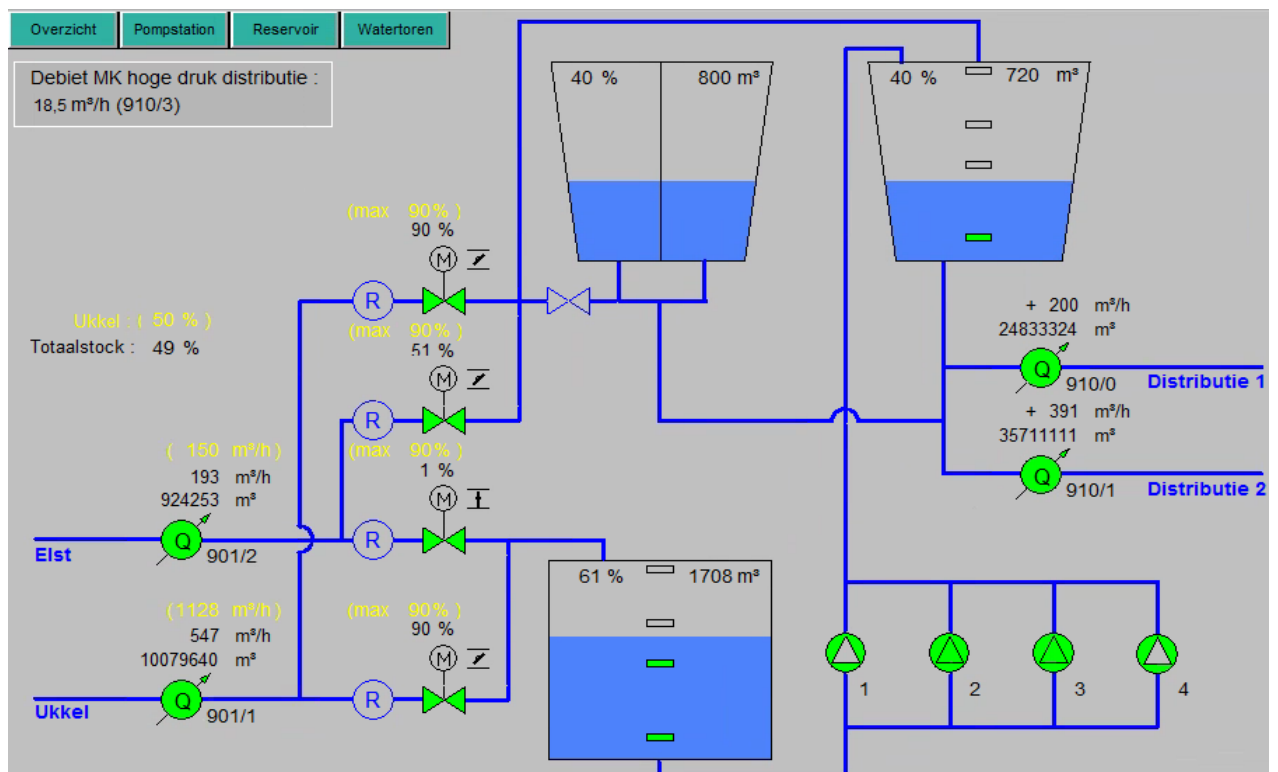 Overzicht
Pompstation
Reservoir
Watertoren
Debiet MK hoge druk distributie :
18,5 m³/h (910/3)
40 %
800 m³
40 %
720 m³
(max 90% )
90 %
M
R
Ukkel : ( 50 % )
Totaalstock : 49 %
(max 90% )
51 %
M
R
+ 200 m³/h
24833324 m³
Q
910/0
Distributie 1
+ 391 m³/h
35711111 m³
Q
910/1
Distributie 2
( 150 m³/h )
193 m³/h
924253 m³
Q
901/2
Elst
(max 90% )
1 %
M
R
61 %
1708 m³
(1128 m³/h )
547 m³/h
10079640 m³
Q
901/1
Ukkel
(max 90% )
90 %
M
R
1
2
3
4